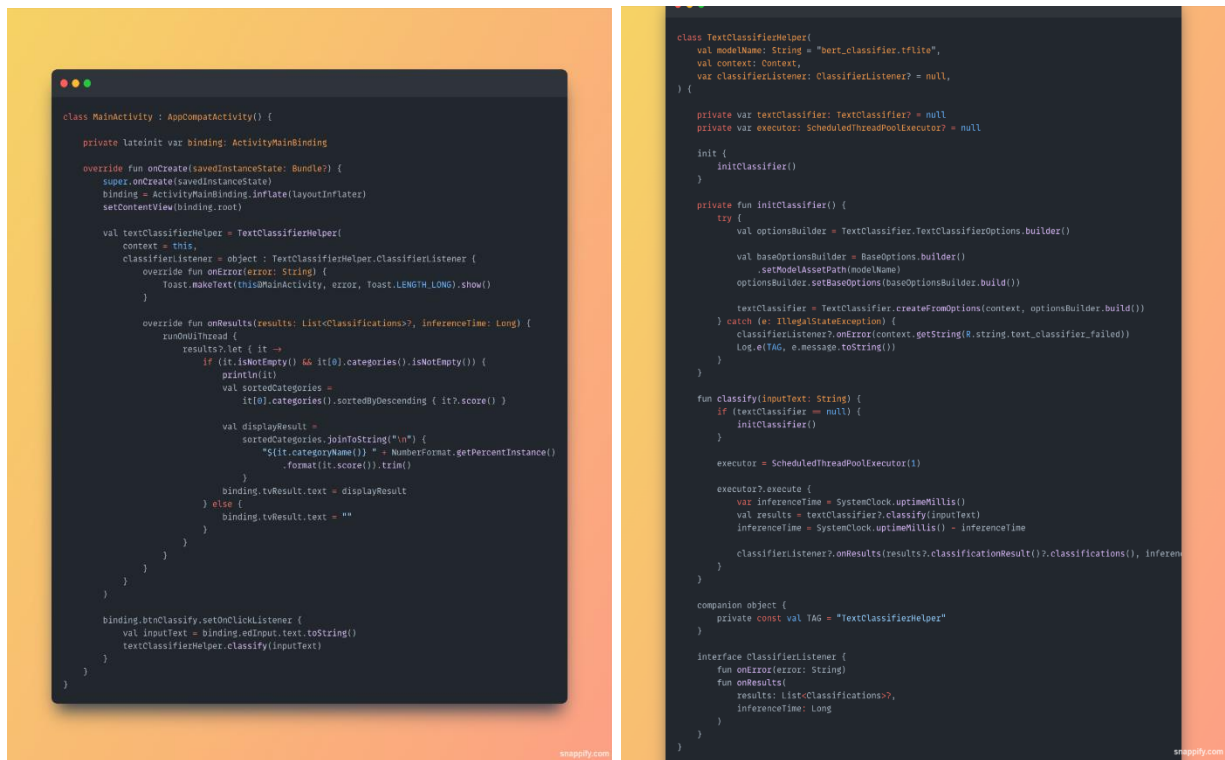 class MainActivity : AppCompatActivity() {
private lateinit var binding: ActivityMainBinding
override fun onCreate(savedInstanceState: Bundle?) {
super.onCreate(savedInstanceState)
binding = ActivityMainBinding.inflate(layoutInflater)
setContentView(binding.root)
val textClassifierHelper = TextClassifierHelper(
context = this,
classifierListener = object : TextClassifierHelper.ClassifierListener {
override fun onError(error: String) {
Toast.makeText(this@MainActivity, error, Toast.LENGTH_LONG).show()
}
override fun onResults(results: List<Classifications>?, inferenceTime: Long) {
runOnUiThread {
results?.let { it →
if (it.isNotEmpty() && it[0].categories().isNotEmpty()) {
println(it)
val sortedCategories =
it[0].categories().sortedByDescending { it?.score() }
val displayResult =
sortedCategories.joinToString("\n") {
"${it.categoryName()} " + NumberFormat.getPercentInstance()
.format(it.score()).trim()
}
binding.tvResult.text = displayResult
} else {
binding.tvResult.text = ""
}
}
}
}
}
)
binding.btnClassify.setOnClickListener {
val inputText = binding.edInput.text.toString()
textClassifierHelper.classify(inputText)
}
}
}
snappify.com
class TextClassifierHelper(
val modelName: String = "bert_classifier.tflite",
val context: Context,
var classifierListener: ClassifierListener? = null,
) {
private var textClassifier: TextClassifier? = null
private var executor: ScheduledThreadPoolExecutor? = null
init {
initClassifier()
}
private fun initClassifier() {
try {
val optionsBuilder = TextClassifier.TextClassifierOptions.builder()
val baseOptionsBuilder = BaseOptions.builder()
.setModelAssetPath(modelName)
optionsBuilder.setBaseOptions(baseOptionsBuilder.build())
textClassifier = TextClassifier.createFromOptions(context, optionsBuilder.build())
} catch (e: IllegalStateException) {
classifierListener?.onError(context.getString(R.string.text_classifier_failed))
Log.e(TAG, e.message.toString())
}
}
fun classify(inputText: String) {
if (textClassifier == null) {
initClassifier()
}
executor = ScheduledThreadPoolExecutor(1)
executor?.execute {
var inferenceTime = SystemClock.uptimeMillis()
val results = textClassifier?.classify(inputText)
inferenceTime = SystemClock.uptimeMillis() - inferenceTime
classifierListener?.onResults(results?.classificationResult()?.classifications(), inferen
}
}
companion object {
private const val TAG = "TextClassifierHelper"
}
interface ClassifierListener {
fun onError(error: String)
fun onResults(
results: List<Classifications>?,
inferenceTime: Long
)
}
}
snappify.com